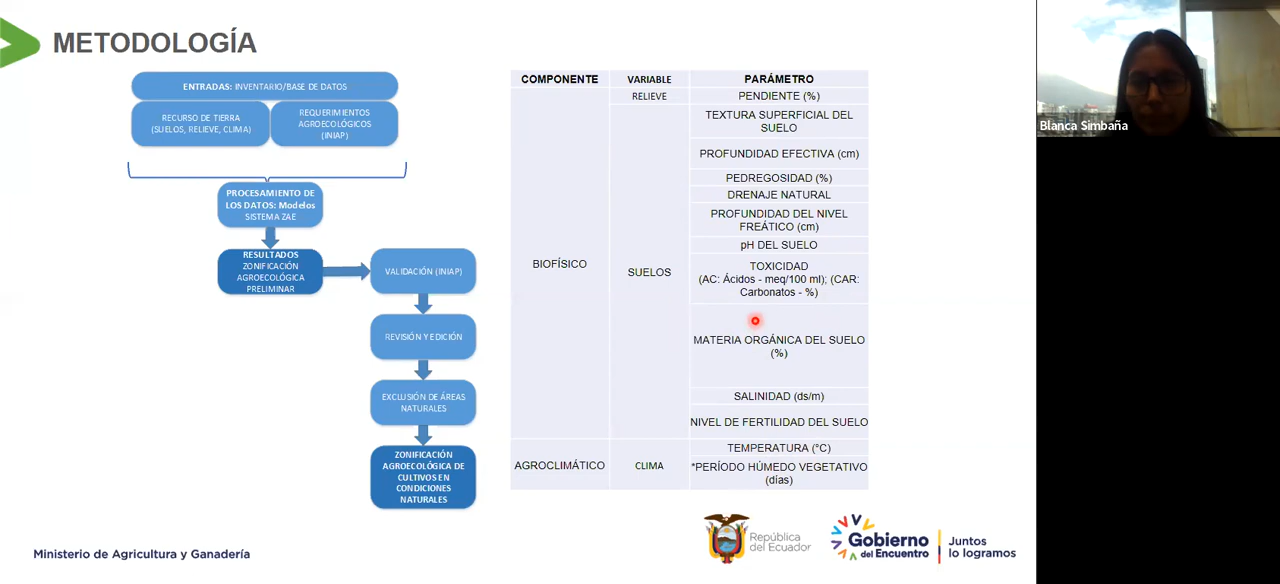 METODOLOGÍA
ENTRADAS: INVENTARIO/BASE DE DATOS
RECURSO DE TIERRA
(SUELOS, RELIEVE, CLIMA)
REQUERIMIENTOS
AGROECOLÓGICOS
(INIAP)
PROCESAMIENTO DE
LOS DATOS: Modelos
SISTEMA ZAE
RESULTADOS
ZONIFICACIÓN
AGROECOLÓGICA
PRELIMINAR
VALIDACIÓN (INIAP)
REVISIÓN Y EDICIÓN
EXCLUSIÓN DE ÁREAS
NATURALES
ZONIFICACIÓN
AGROECOLÓGICA DE
CULTIVOS EN
CONDICIONES
NATURALES
COMPONENTE VARIABLE PARÁMETRO
RELIEVE PENDIENTE (%)
TEXTURA SUPERFICIAL DEL
SUELO
PROFUNDIDAD EFECTIVA (cm)
PEDREGOSIDAD (%)
DRENAJE NATURAL
PROFUNDIDAD DEL NIVEL
FREÁTICO (cm)
pH DEL SUELO
BIOFÍSICO SUELOS TOXICIDAD
(AC: Ácidos - meq/100 ml); (CAR:
Carbonatos - %)
MATERIA ORGÁNICA DEL SUELO
(%)
SALINIDAD (ds/m)
NIVEL DE FERTILIDAD DEL SUELO
AGROCLIMÁTICO CLIMA TEMPERATURA (°C)
*PERÍODO HÚMEDO VEGETATIVO
(días)
Ministerio de Agricultura y Ganadería
República
del Ecuador
Gobierno
del Encuentro
Juntos
lo logramos
Blanca Simbaña